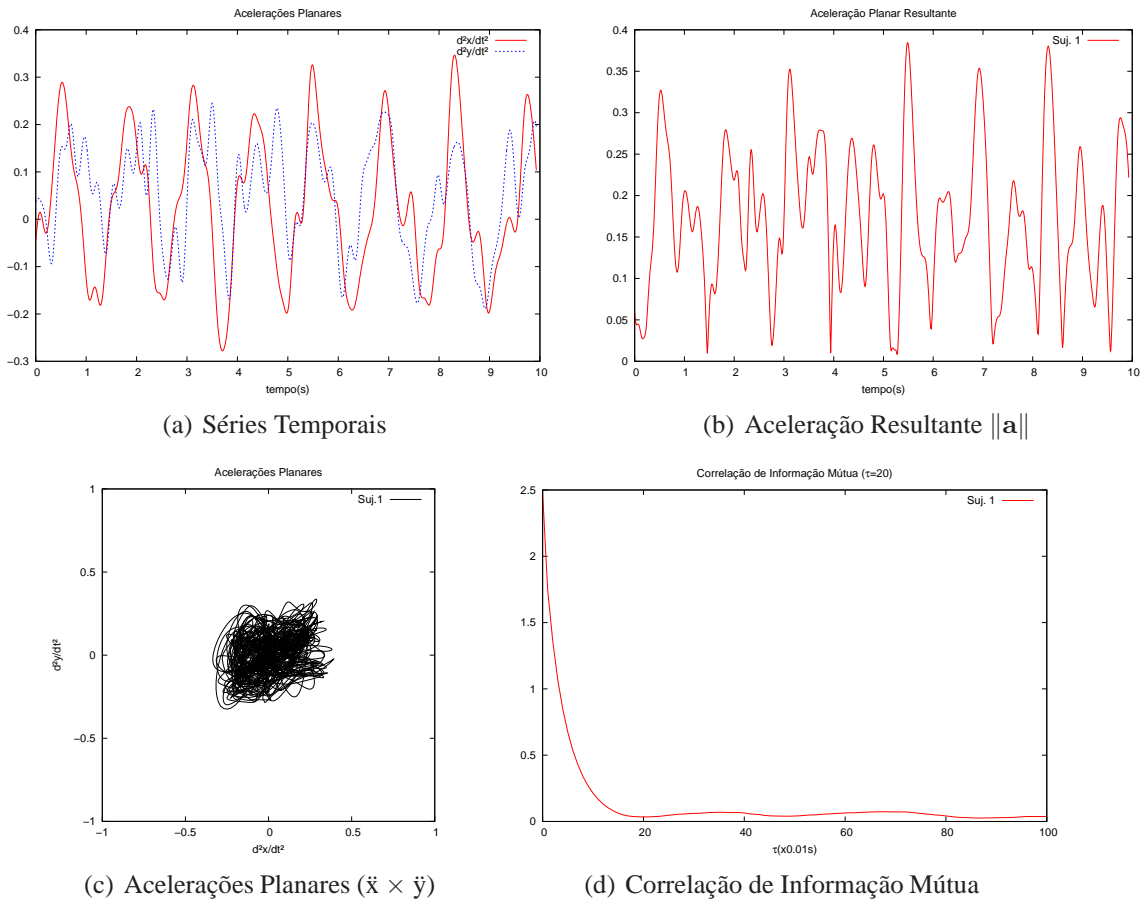 Acelerações Planares
d²x/dt²
d²y/dt²
0.4
0.3
0.2
0.1
0
−0.1
−0.2
−0.3
0 1 2 3 4 5 6 7 8 9 10
tempo(s)
(a) Séries Temporais
Aceleração Planar Resultante
Suj. 1
0.4
0.35
0.3
0.25
0.2
0.15
0.1
0.05
0
0 1 2 3 4 5 6 7 8 9 10
tempo(s)
(b) Aceleração Resultante ‖a‖
Acelerações Planares
Suj.1
1
0.5
0
−0.5
−1
d²y/dt²
−1 −0.5 0 0.5 1
d²x/dt²
(c) Acelerações Planares (ẍ × ÿ)
Correlação de Informação Mútua (τ=20)
Suj. 1
2.5
2
1.5
1
0.5
0
0 20 40 60 80 100
τ(x0.01s)
(d) Correlação de Informação Mútua